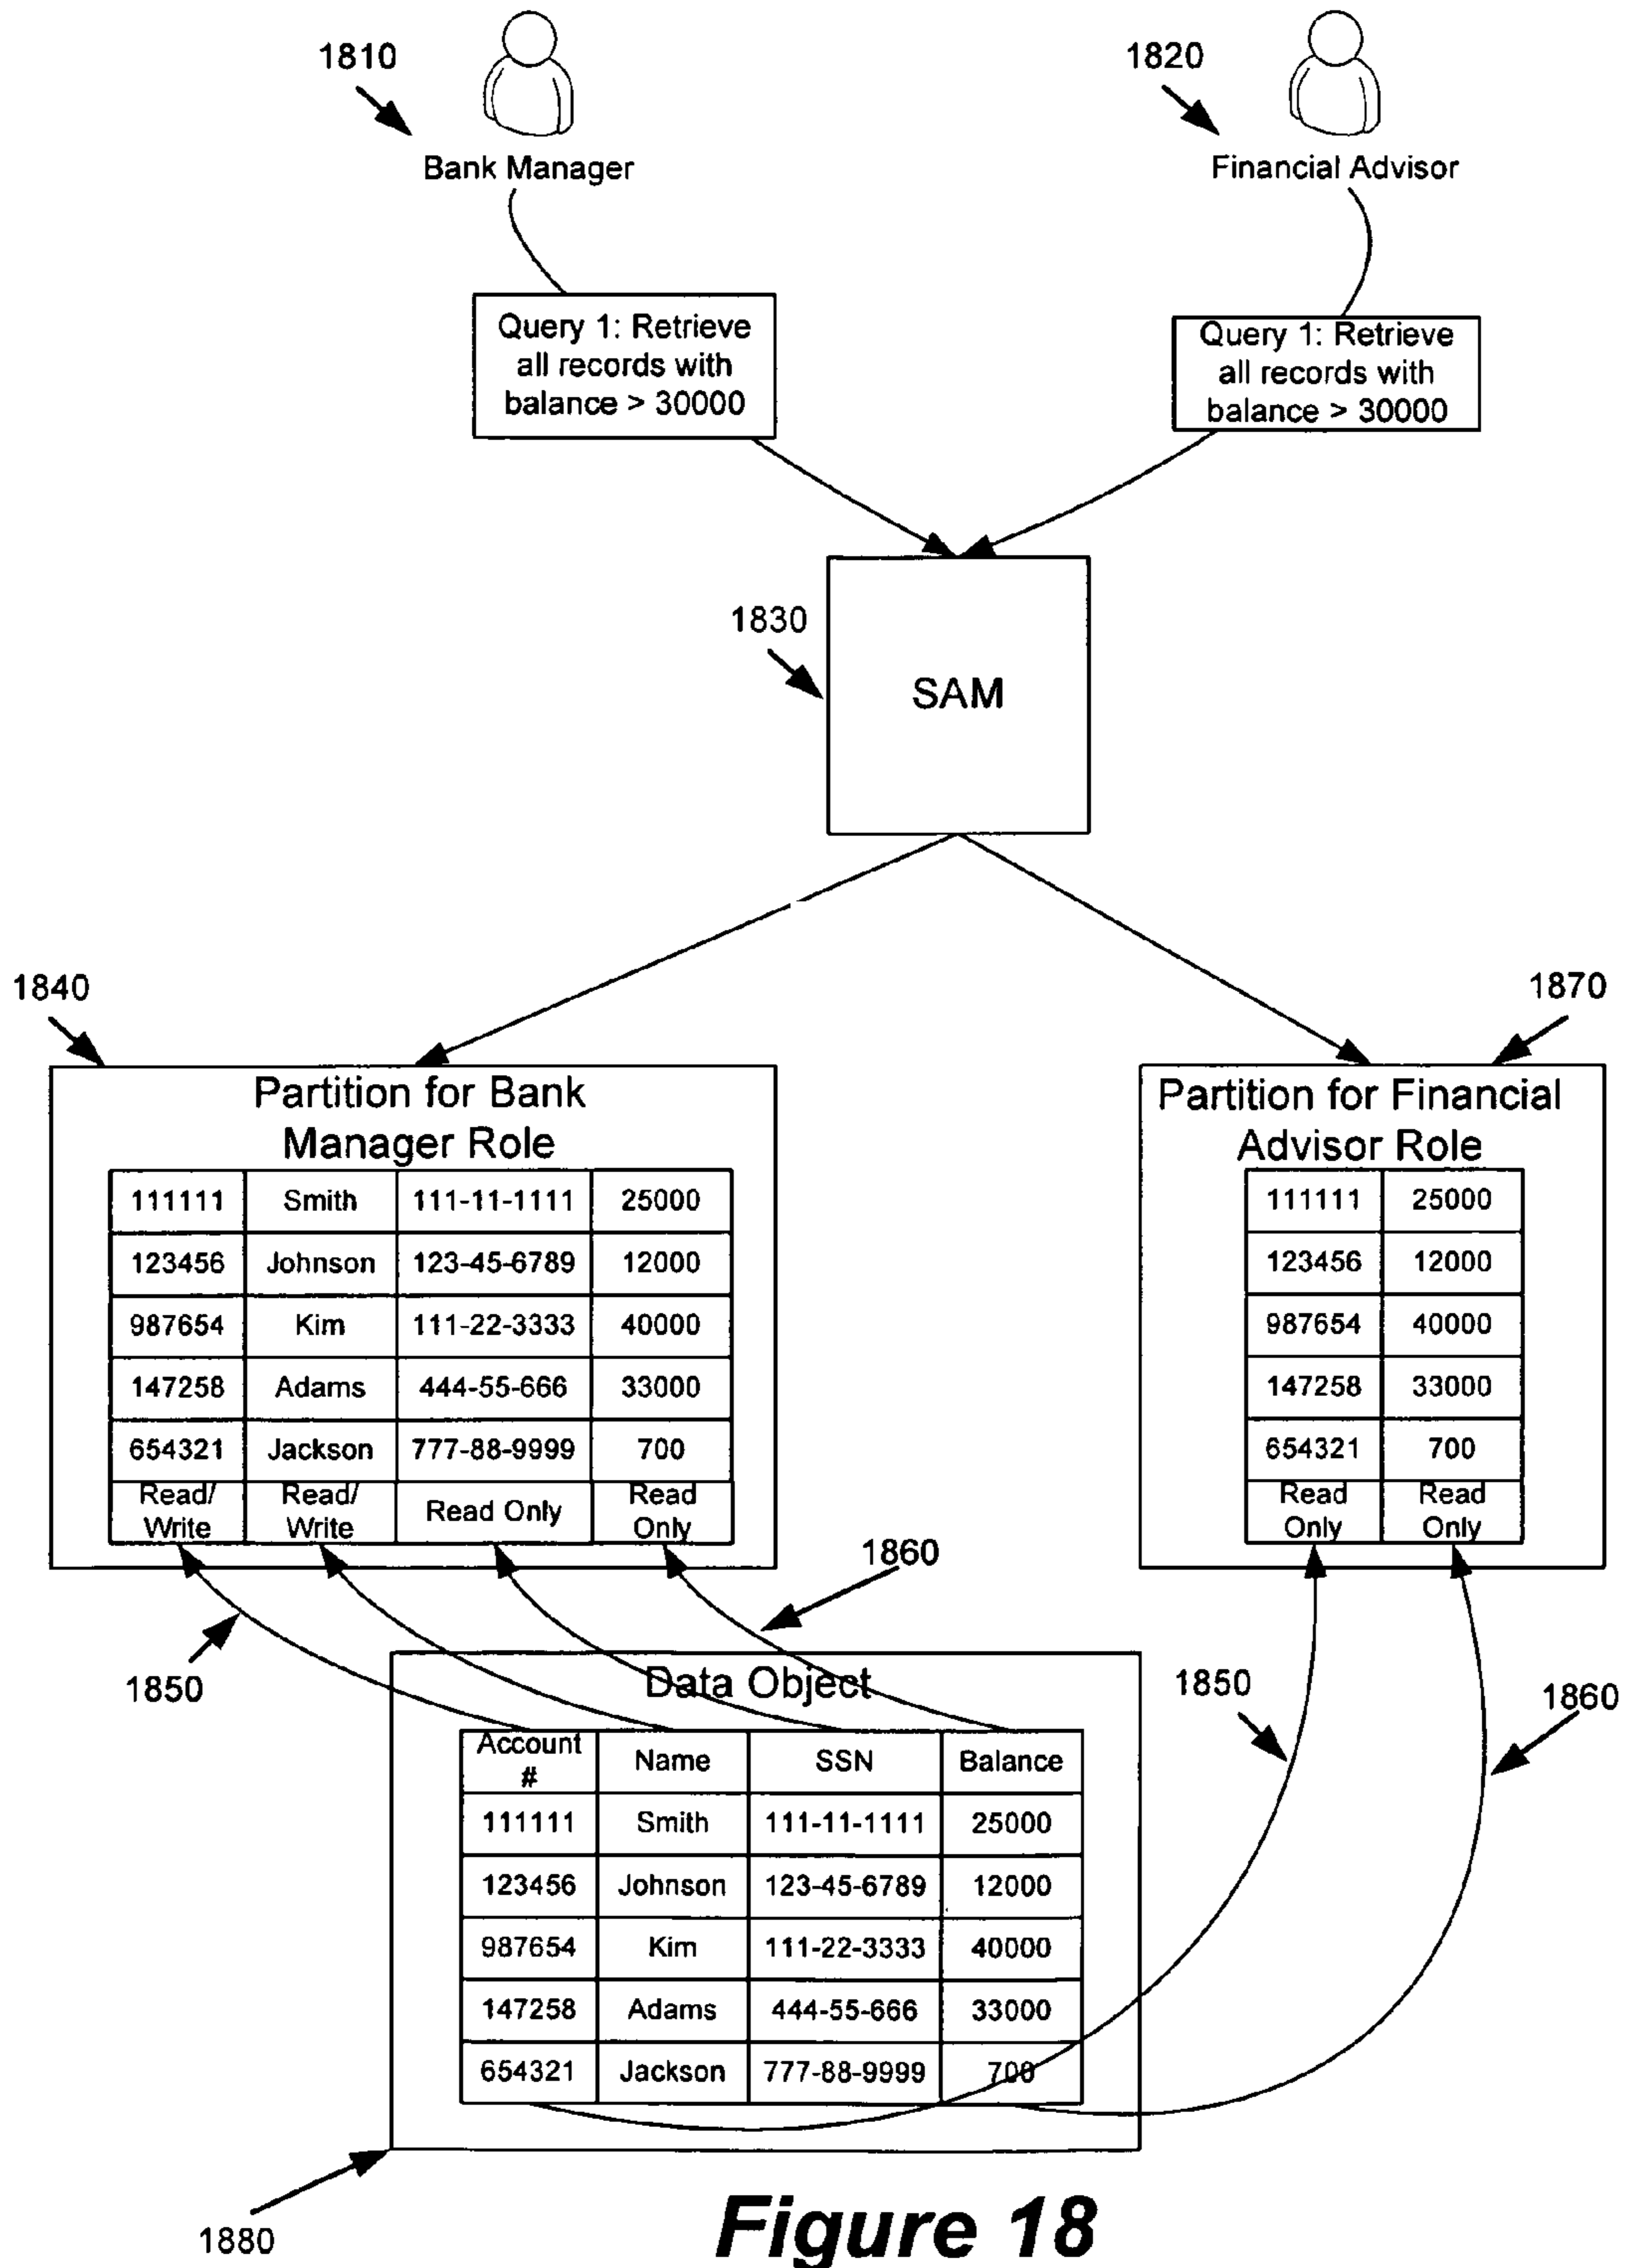 1810
1820
Bank Manager
Financial Advisor
Query 1: Retrieve
all records with
balance > 30000
Query 1: Retrieve
all records with
balance > 30000
1830
SAM
1840
1870
Partition for Bank
Manager Role
111111 Smith 111-11-1111 25000
123456 Johnson 123-45-6789 12000
987654 Kim 111-22-3333 40000
147258 Adams 444-55-666 33000
654321 Jackson 777-88-9999 700
Read/ Read/ Read Only Read
Write Write Only
Partition for Financial
Advisor Role
111111 25000
123456 12000
987654 40000
147258 33000
654321 700
Read Read
Only Only
1860
1850
1850
1860
Data Object
Account Name SSN Balance
#
111111 Smith 111-11-1111 25000
123456 Johnson 123-45-6789 12000
987654 Kim 111-22-3333 40000
147258 Adams 444-55-666 33000
654321 Jackson 777-88-9999 700
1880
Figure 18